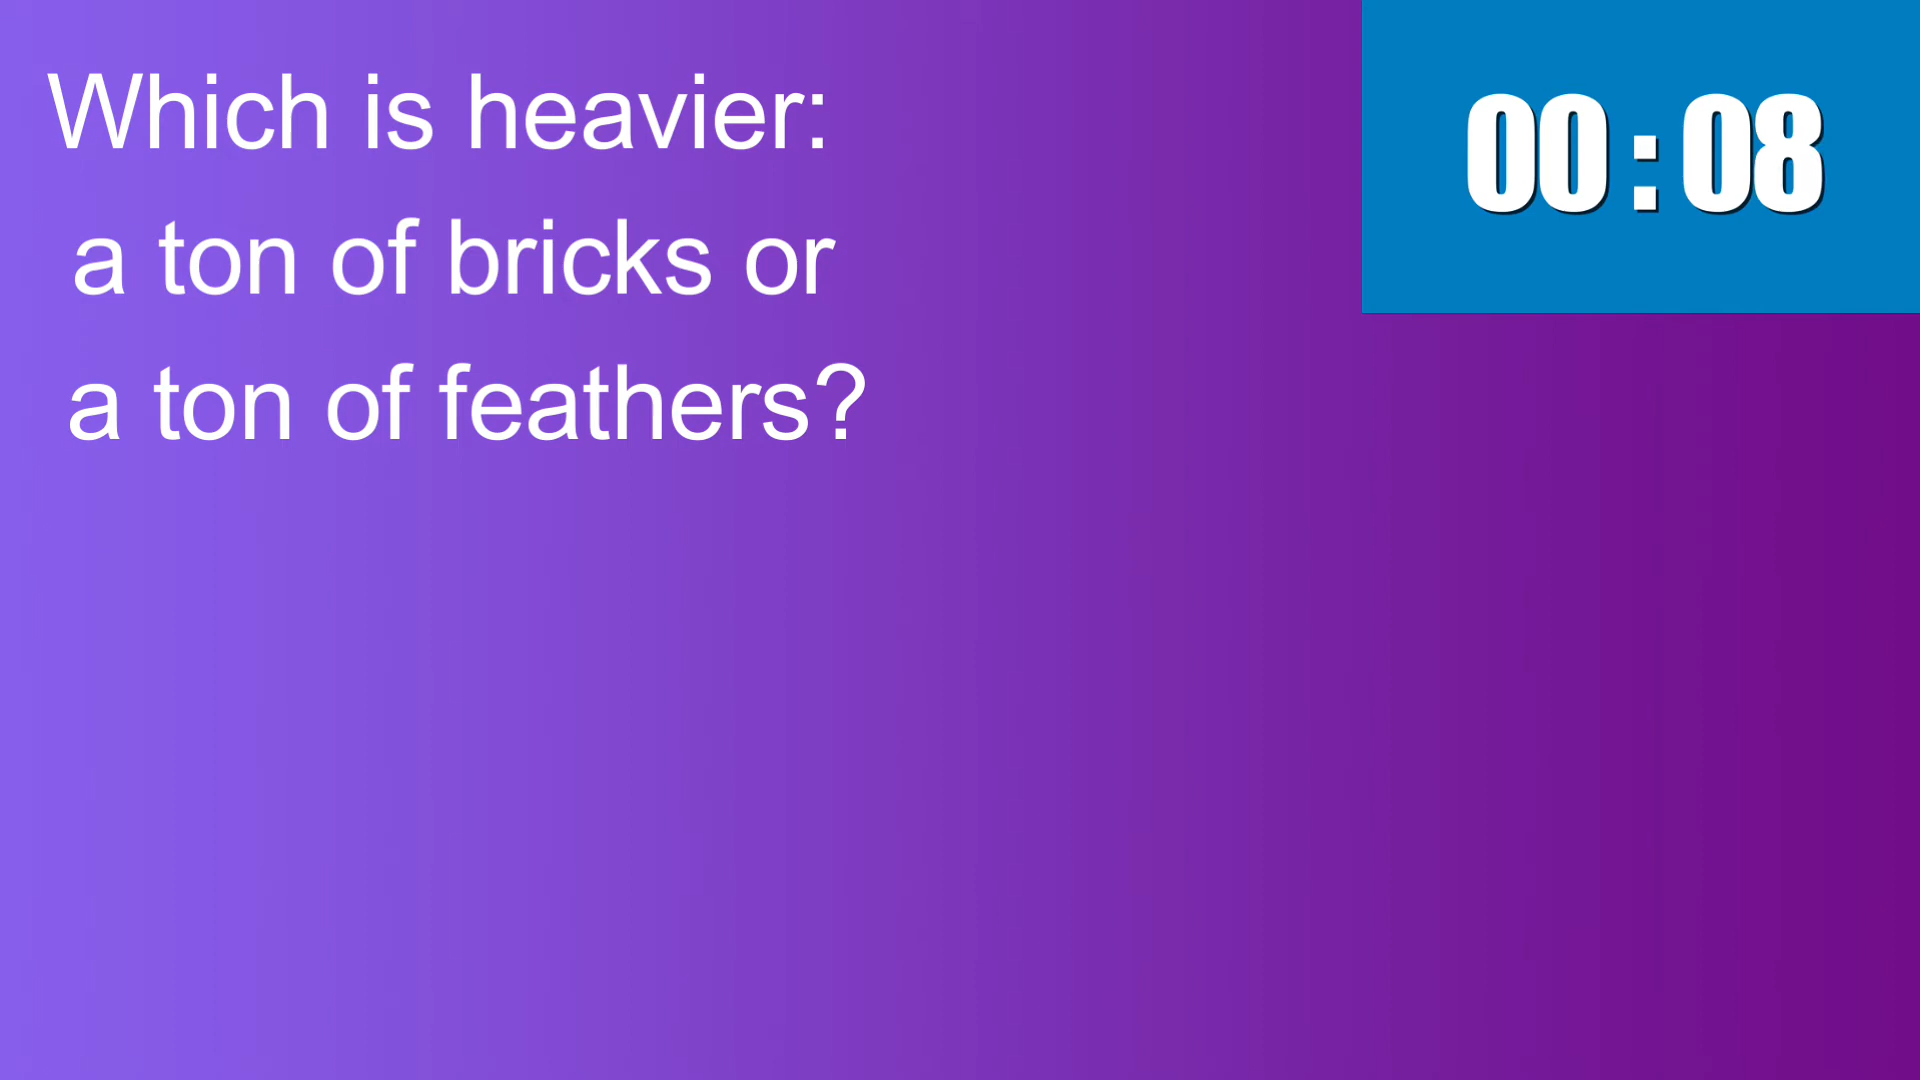 Which is heavier:
a ton of bricks or
a ton of feathers?
00:08